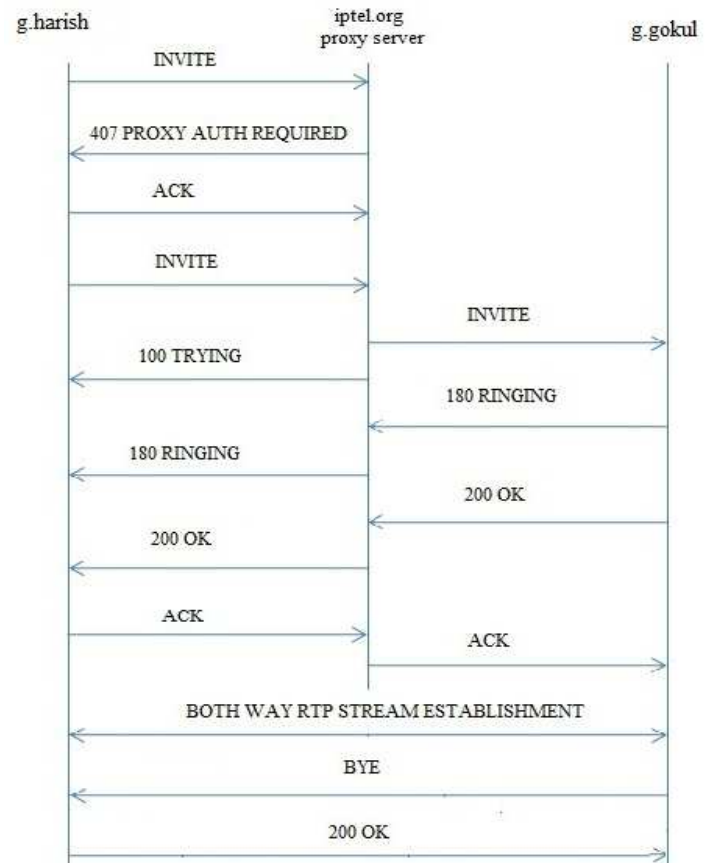 g.harish
iptel.org
proxy server
g.gokul
INVITE
407 PROXY AUTH REQUIRED
ACK
INVITE
INVITE
100 TRYING
180 RINGING
180 RINGING
200 OK
200 OK
ACK
ACK
BOTH WAY RTP STREAM ESTABLISHMENT
BYE
200 OK